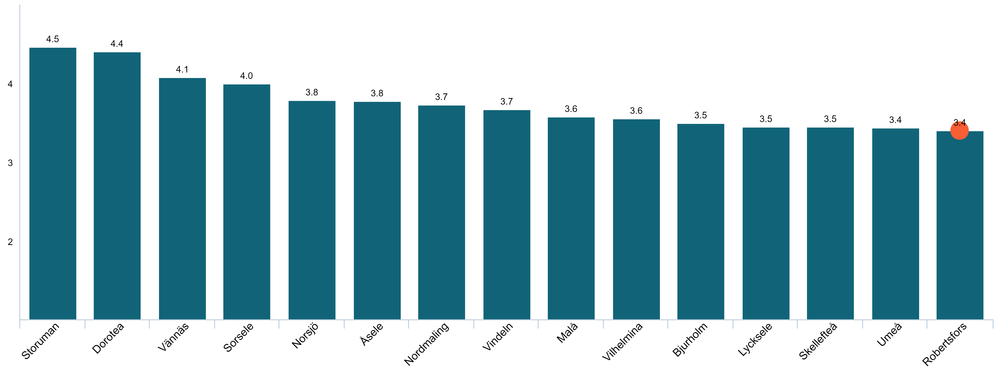 4.5
4.4
4.1
4.0
3.8
3.8
3.7
3.7
3.6
3.6
3.5
3.5
3.5
3.4
3.4
4
3
2
Storuman
Dorotea
Vännäs
Sorsele
Norsjö
Åsele
Nordmaling
Vindeln
Malå
Vilhelmina
Bjurholm
Lycksele
Skellefteå
Umeå
Robertsfors